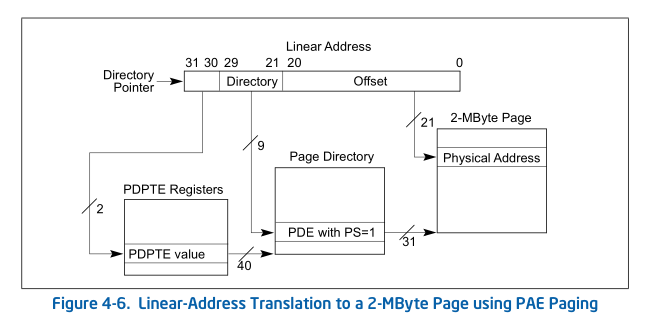 Linear Address
31 30 29 21 20 0
Directory
Pointer
Directory Offset
9
21
2-MByte Page
Page Directory
Physical Address
PDPTE Registers
2
PDE with PS=1
31
PDPTE value
40
Figure 4-6. Linear-Address Translation to a 2-MByte Page using PAE Paging